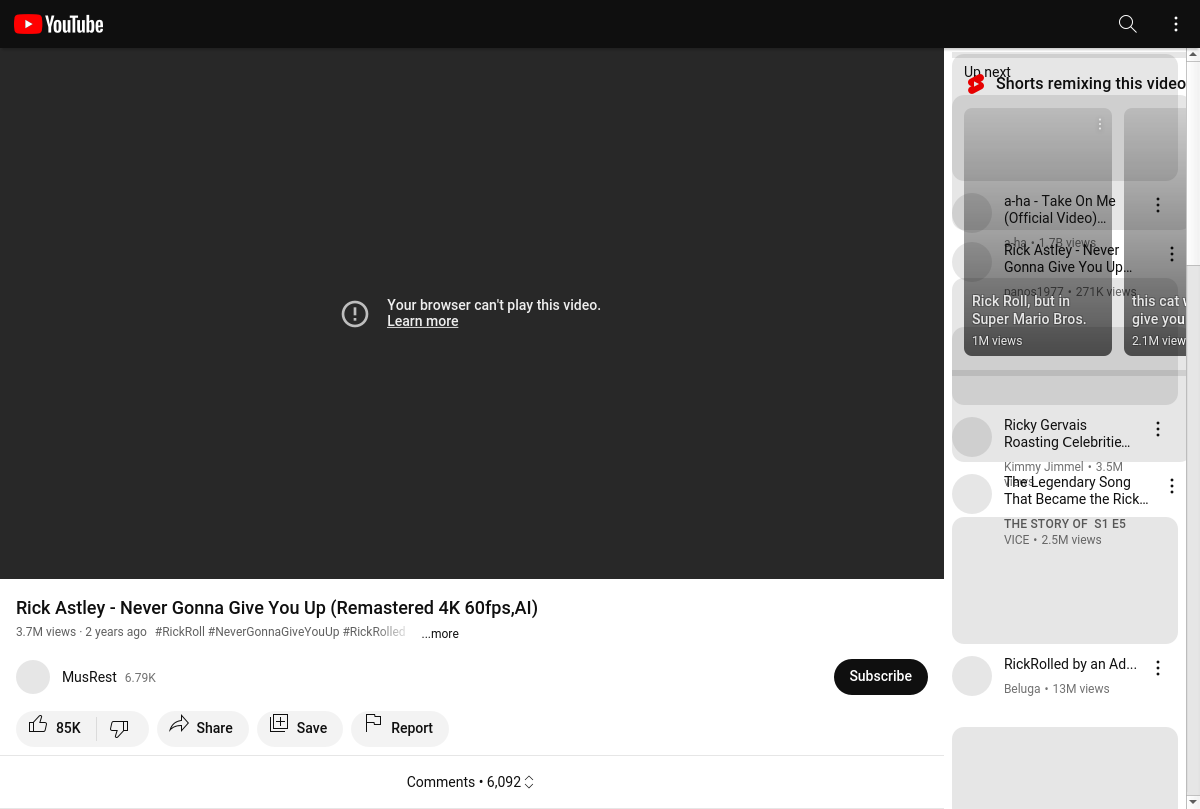 YouTube
Your browser can't play this video.
Learn more
Rick Astley - Never Gonna Give You Up (Remastered 4K 60fps,AI)
3.7M views · 2 years ago #RickRoll #NeverGonnaGiveYouUp #RickRolled ...more
MusRest 6.79K
Subscribe
85K
Share
Save
Report
Comments • 6,092
Up next
Shorts remixing this video
a-ha - Take On Me
(Official Video)...
a-ha • 1.7B views
Rick Astley - Never
Gonna Give You Up...
panos1977 • 271K views
Rick Roll, but in
Super Mario Bros.
1M views
this cat
give you
2.1M view
Ricky Gervais
Roasting Celebritie...
Kimmy Jimmel • 3.5M
views
The Legendary Song
That Became the Rick...
THE STORY OF S1 E5
VICE • 2.5M views
RickRolled by an Ad...
Beluga • 13M views